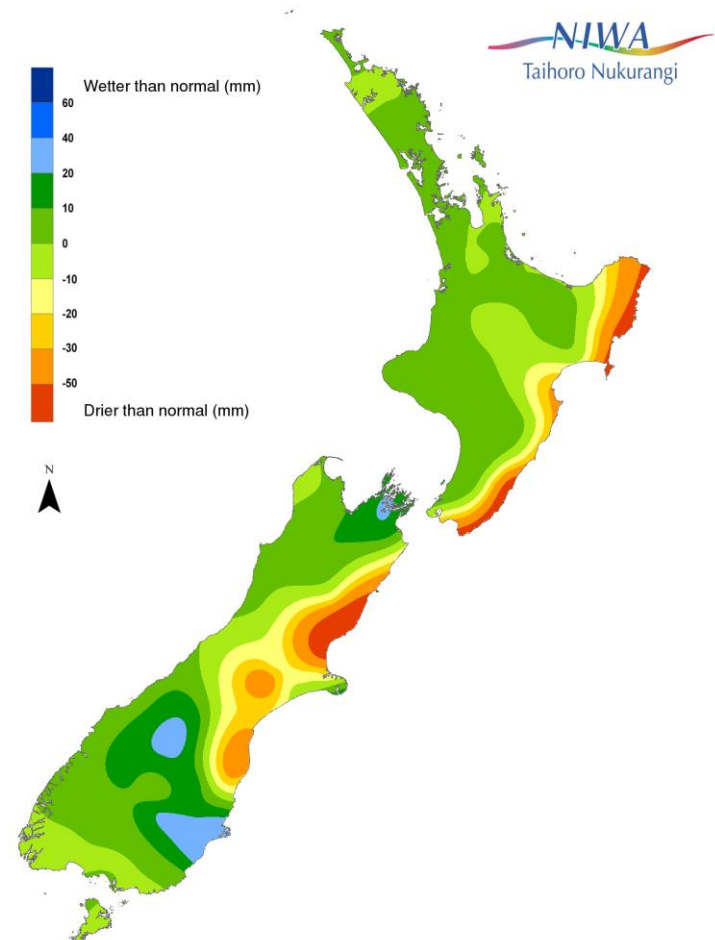 NIWA
Taihoro Nukurangi
Wetter than normal (mm)
60
40
20
10
0
-10
-20
-30
-50
Drier than normal (mm)
N